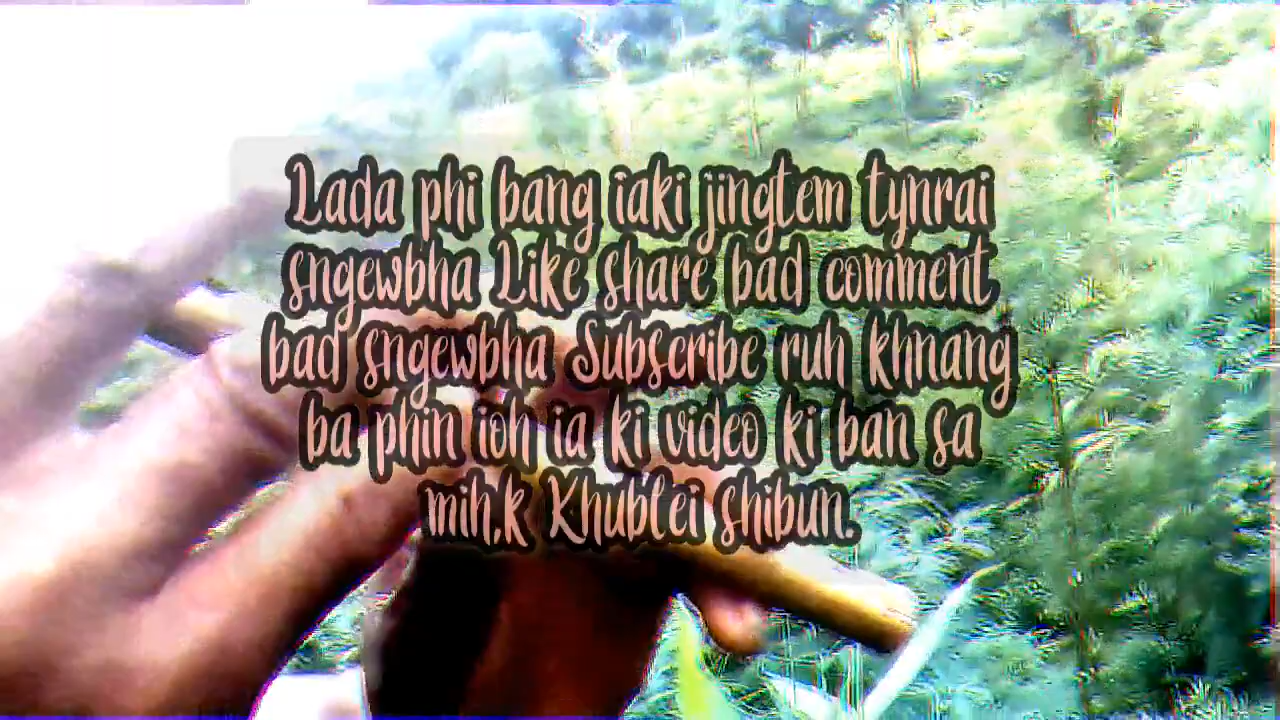 Lada phi bang iaki jingtem tynrai
sngewbha Like share bad comment
bad sngewbha Subscribe ruh khnang
ba phin ioh ia ki video ki ban sa
mih,k Khublei shibun.